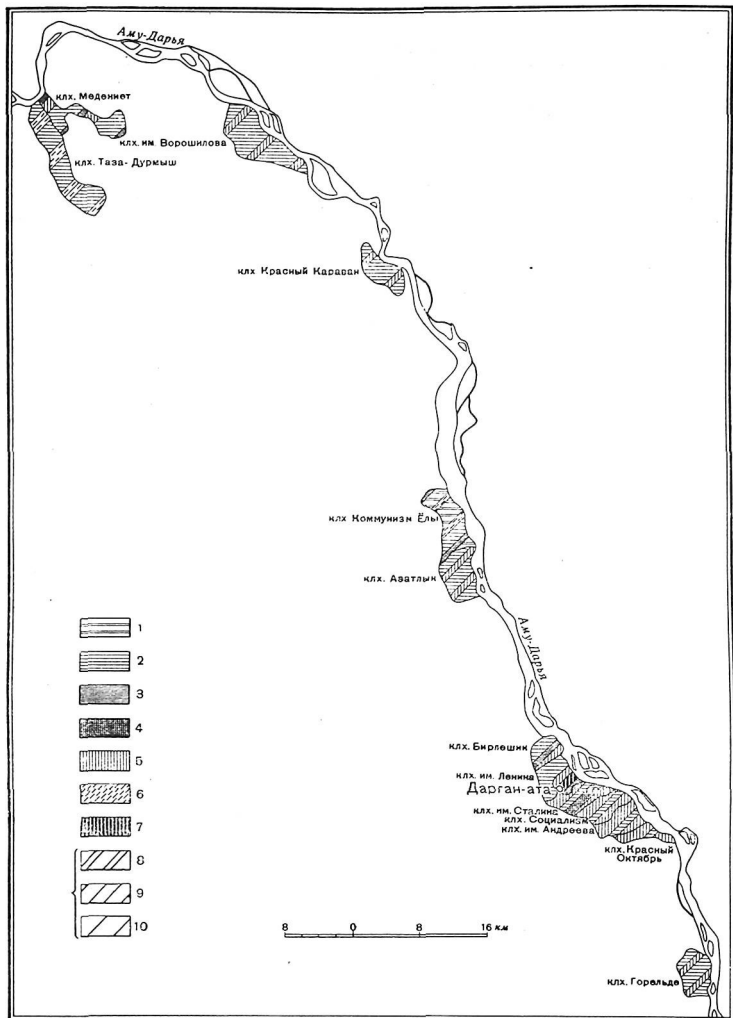 Аму-Дарья
клх. Медениет
клх. им. Ворошилова
клх. Таза-Дурмыш
клх Красный Караван
клх Коммунизм Ёлы
клх. Азатлык
1
2
3
4
5
6
7
8
9
10
Аму-Дарья
клх. Бирлешик
клх. им. Ленина
Дарган-ата
клх. им. Сталина
клх. Социализм
клх. им. Андреева
клх. Красный
Октябрь
8 0 8 16 км
клх. Горельде